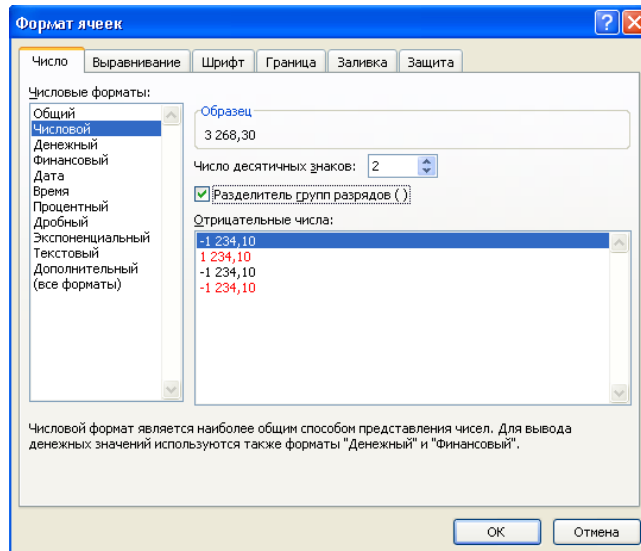 Формат ячеек
Число Выравнивание Шрифт Граница Заливка Защита
Числовые форматы:
Общий
Числовой
Денежный
Финансовый
Дата
Время
Процентный
Дробный
Экспоненциальный
Текстовый
Дополнительный
(все форматы)
Образец
3 268,30
Число десятичных знаков: 2
Разделитель групп разрядов ( )
Отрицательные числа:
-1 234,10
1 234,10
-1 234,10
-1 234,10
Числовой формат является наиболее общим способом представления чисел. Для вывода
денежных значений используются также форматы "Денежный" и "Финансовый".
ОК Отмена